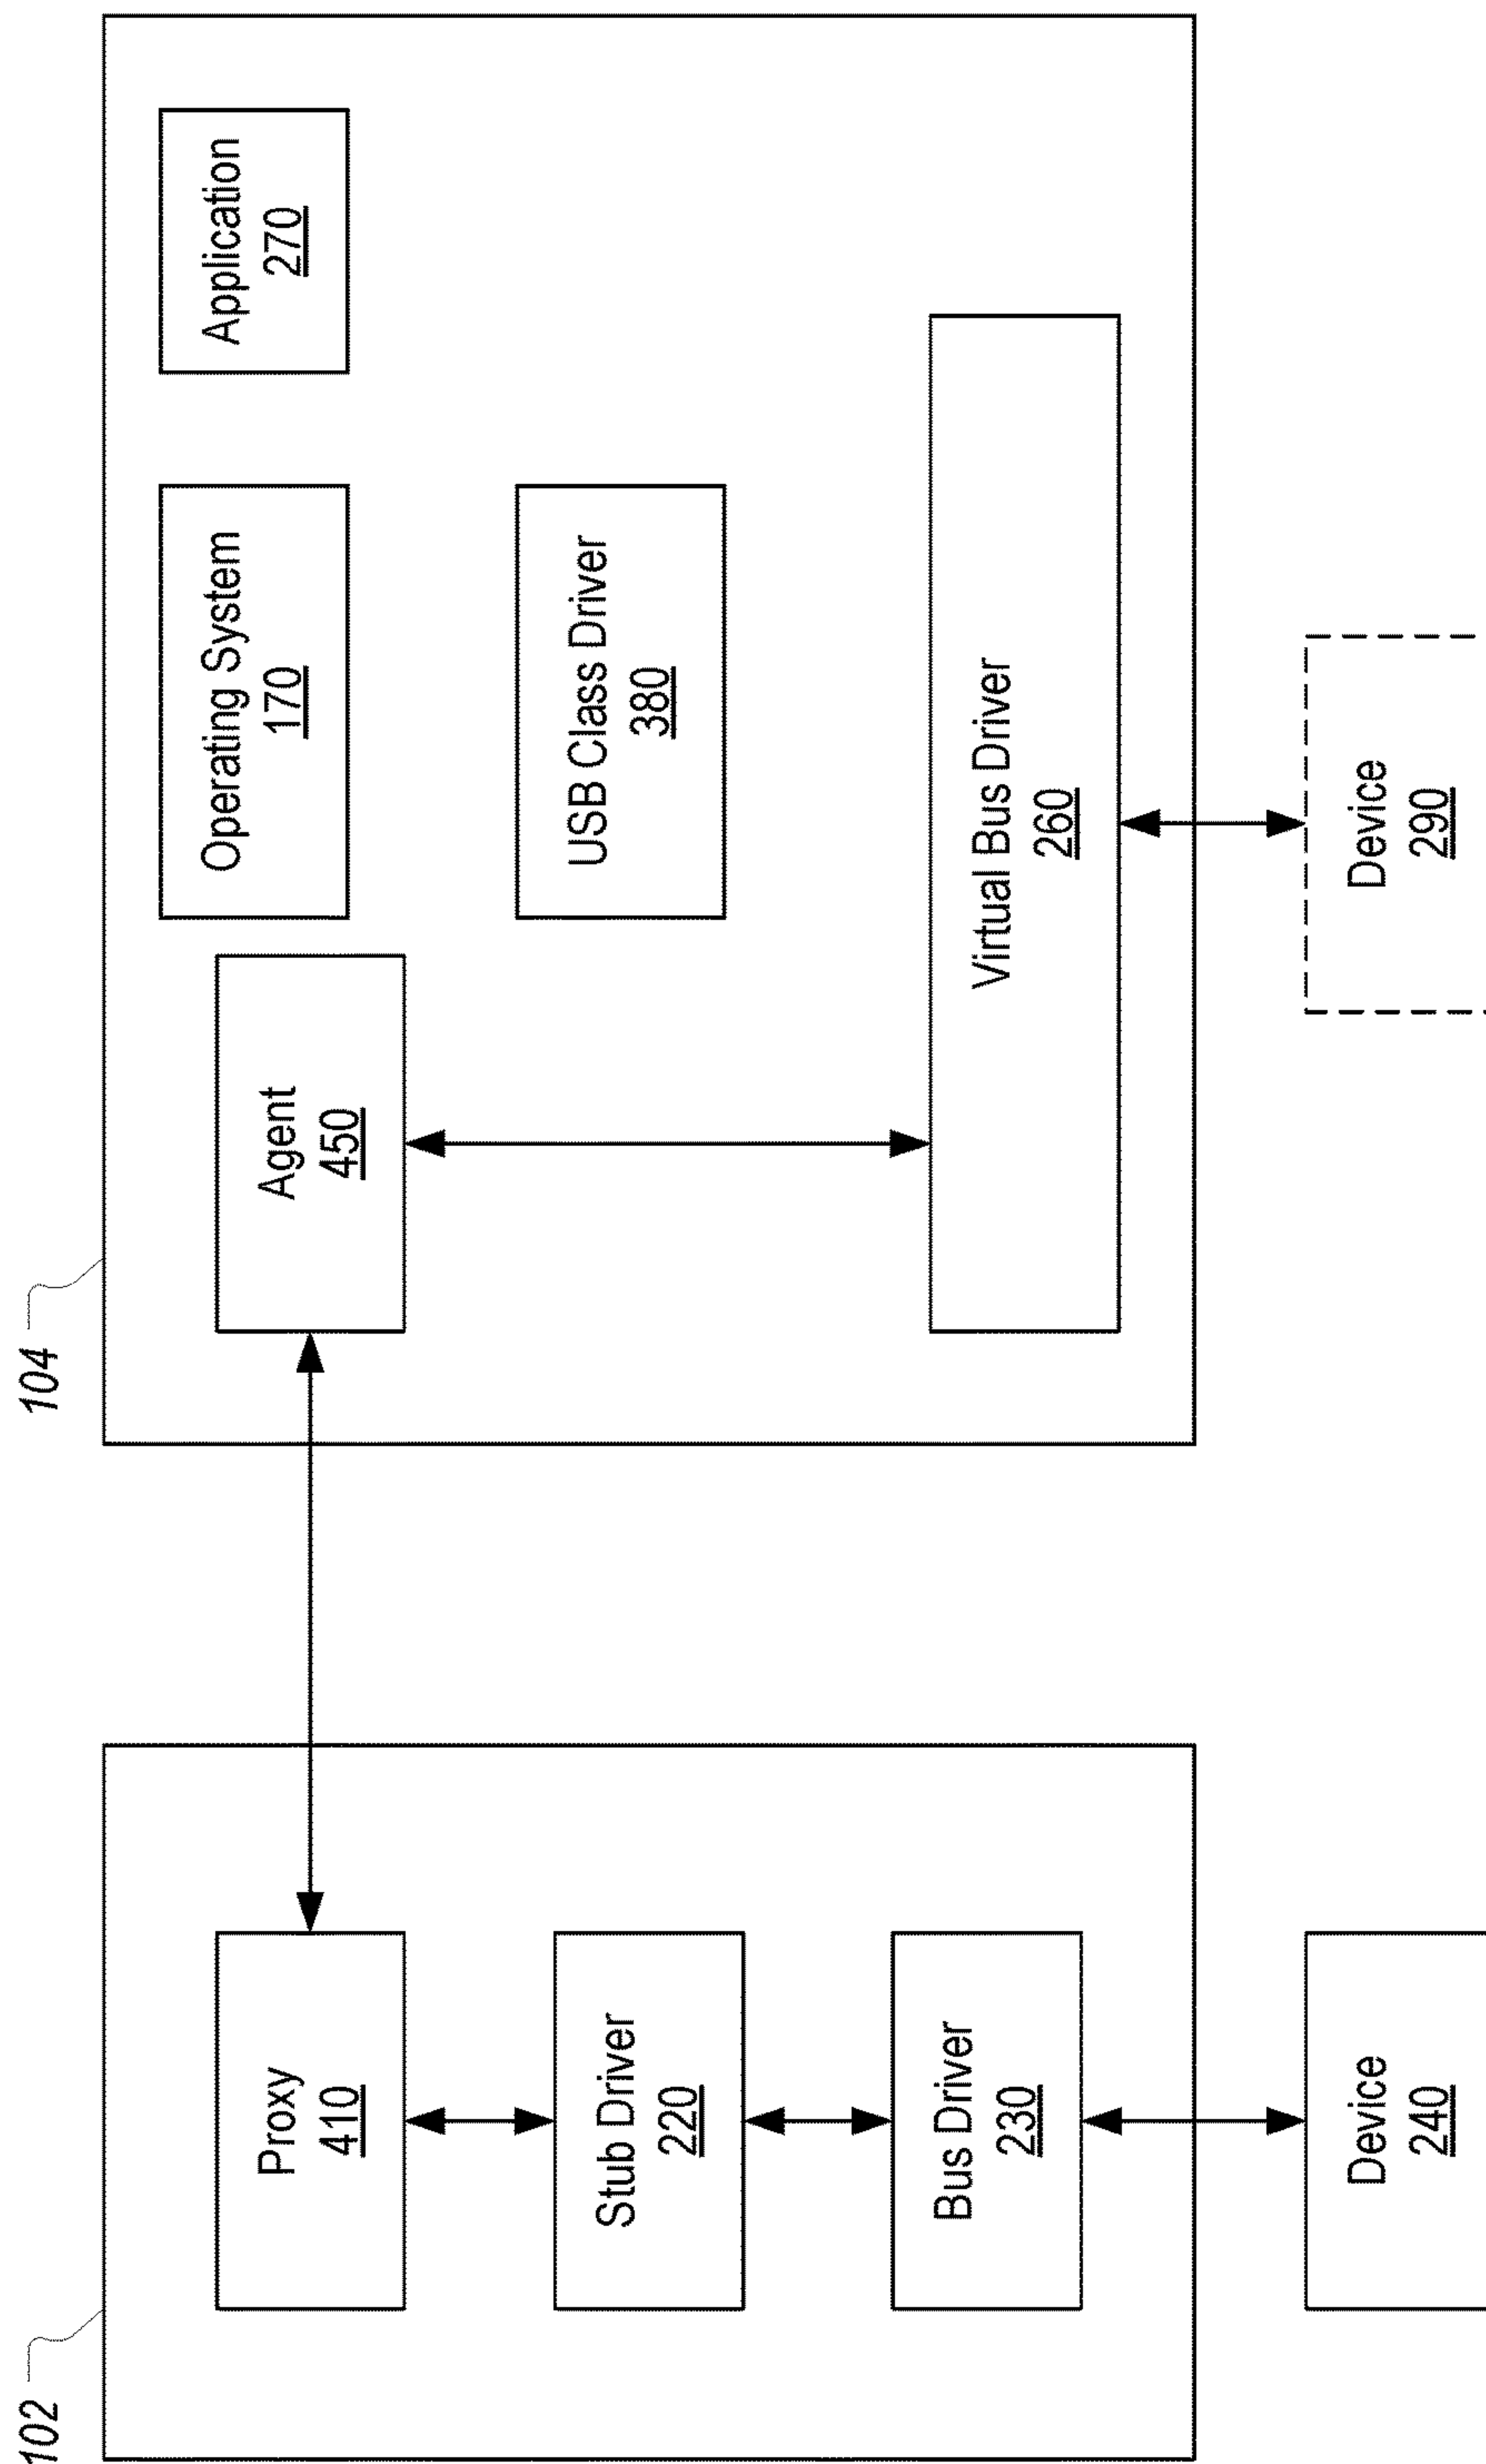 102
Proxy
410
Stub Driver
220
Bus Driver
230
Device
240
104
Agent
450
Operating System
170
Application
270
USB Class Driver
380
Virtual Bus Driver
260
Device
290